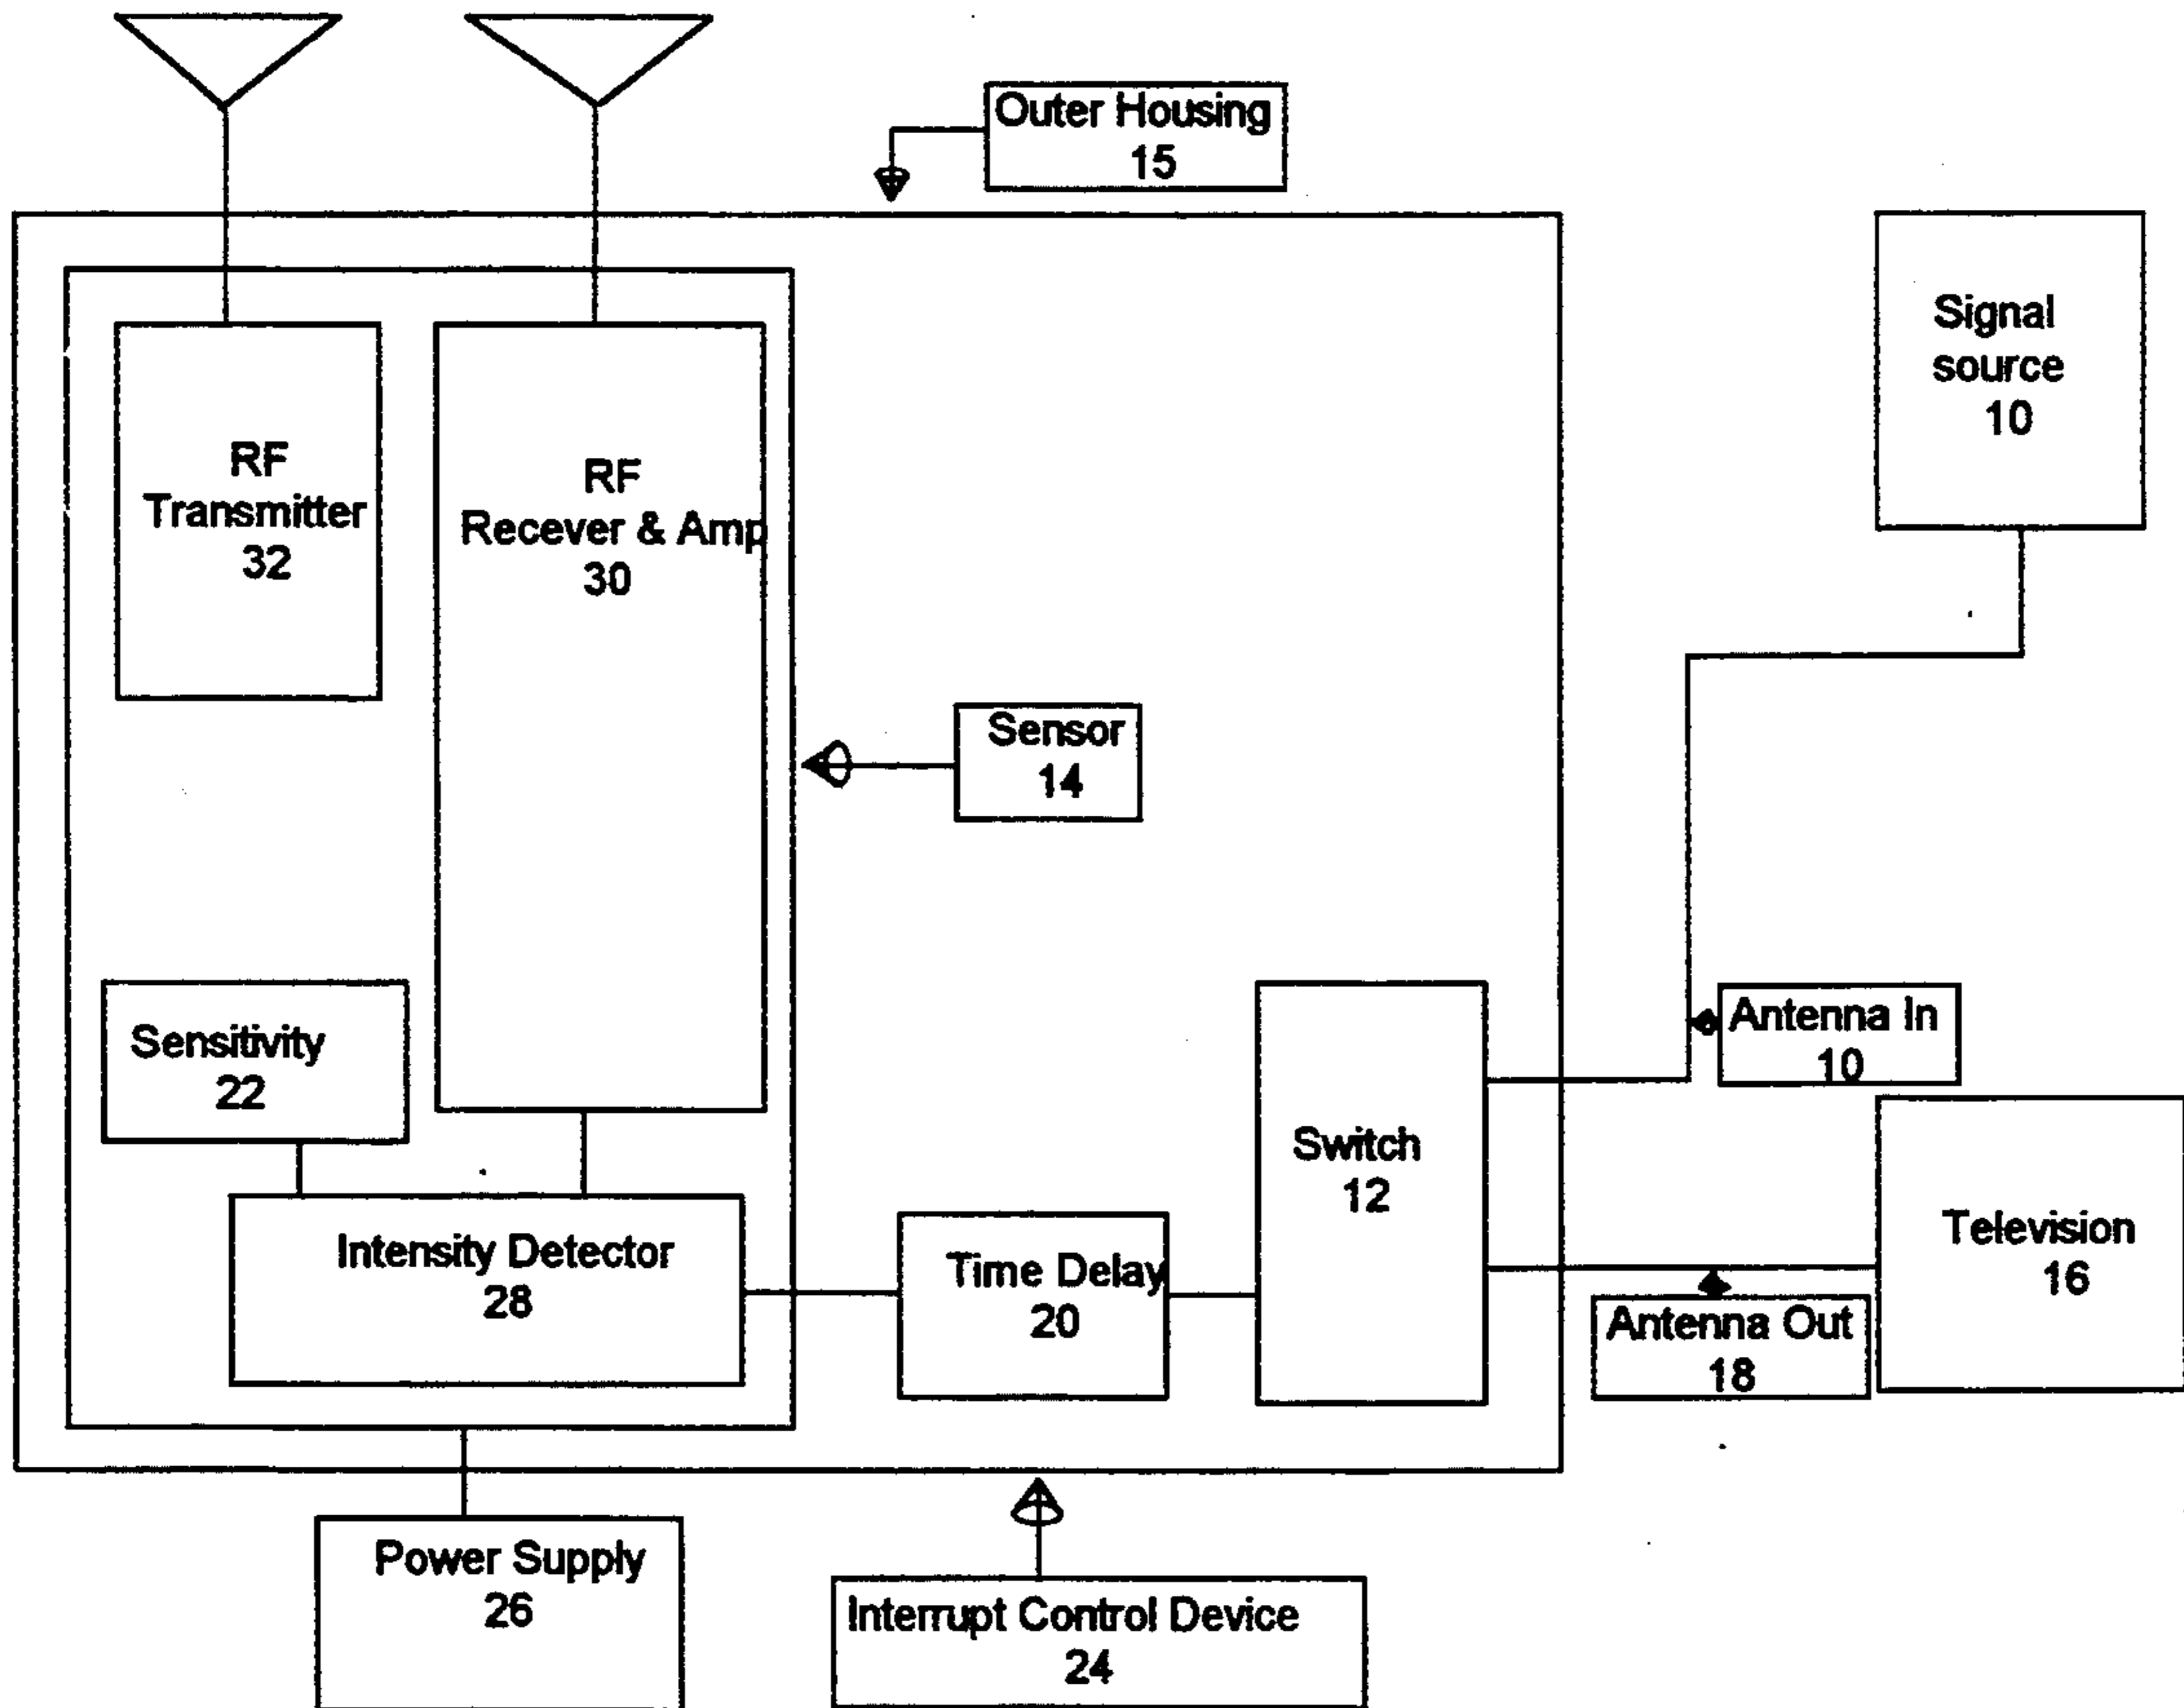 Outer Housing
15
Signal
source
10
RF
Transmitter
32
RF
Recever & Amp
30
Sensor
14
Sensitivity
22
Antenna In
10
Switch
12
Television
16
Intensity Detector
28
Time Delay
20
Antenna Out
18
Power Supply
26
Interrupt Control Device
24